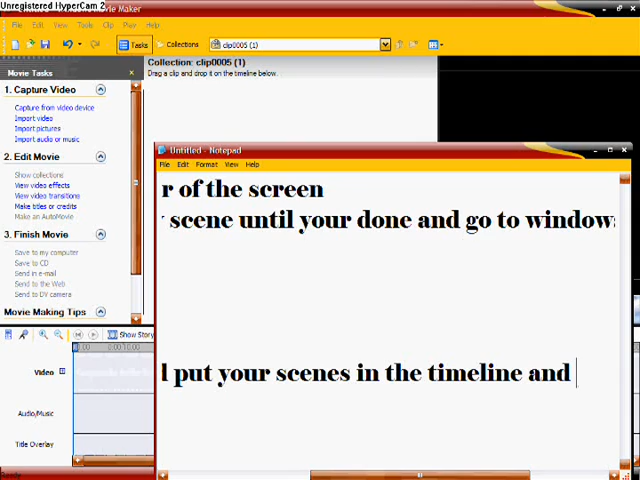 Unregistered HyperCam 2
Movie Maker
File Edit View Tools Clip Play Help
Tasks Collections clip0005 (1)
Movie Tasks
Collection: clip0005 (1)
Drag a clip and drop it on the timeline below.
1. Capture Video
Capture from video device
Import video
Import pictures
Import audio or music
2. Edit Movie
Show collections
View video effects
View video transitions
Make titles or credits
Make an AutoMovie
3. Finish Movie
Save to my computer
Save to CD
Send in e-mail
Send to the Web
Send to DV camera
Movie Making Tips
Show Story
Video
Audio/Music
Title Overlay
Ready
Untitled - Notepad
File Edit Format View Help
r of the screen
scene until your done and go to windows
d put your scenes in the timeline and